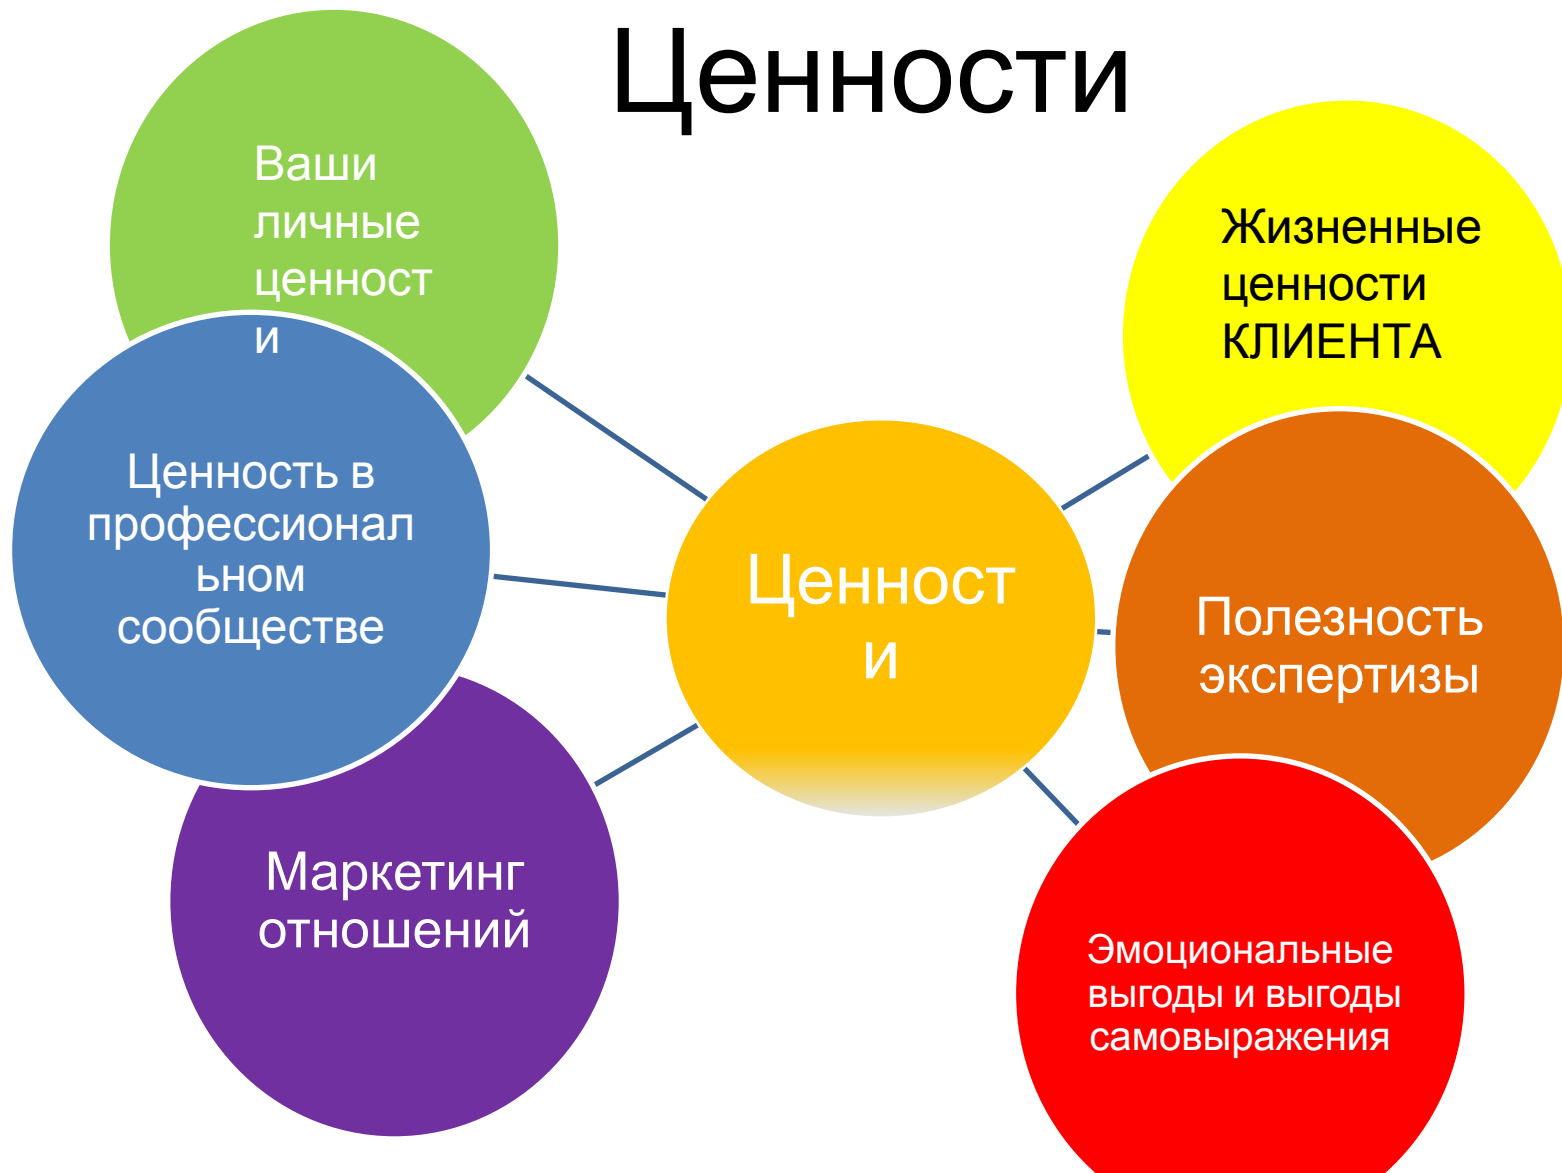 Ценности
Ваши
личные
ценност
и
Ценность в
профессионал
ьном
сообществе
Маркетинг
отношений
Ценност
и
Жизненные
ценности
КЛИЕНТА
Полезность
экспертизы
Эмоциональные
выгоды и выгоды
самовыражения